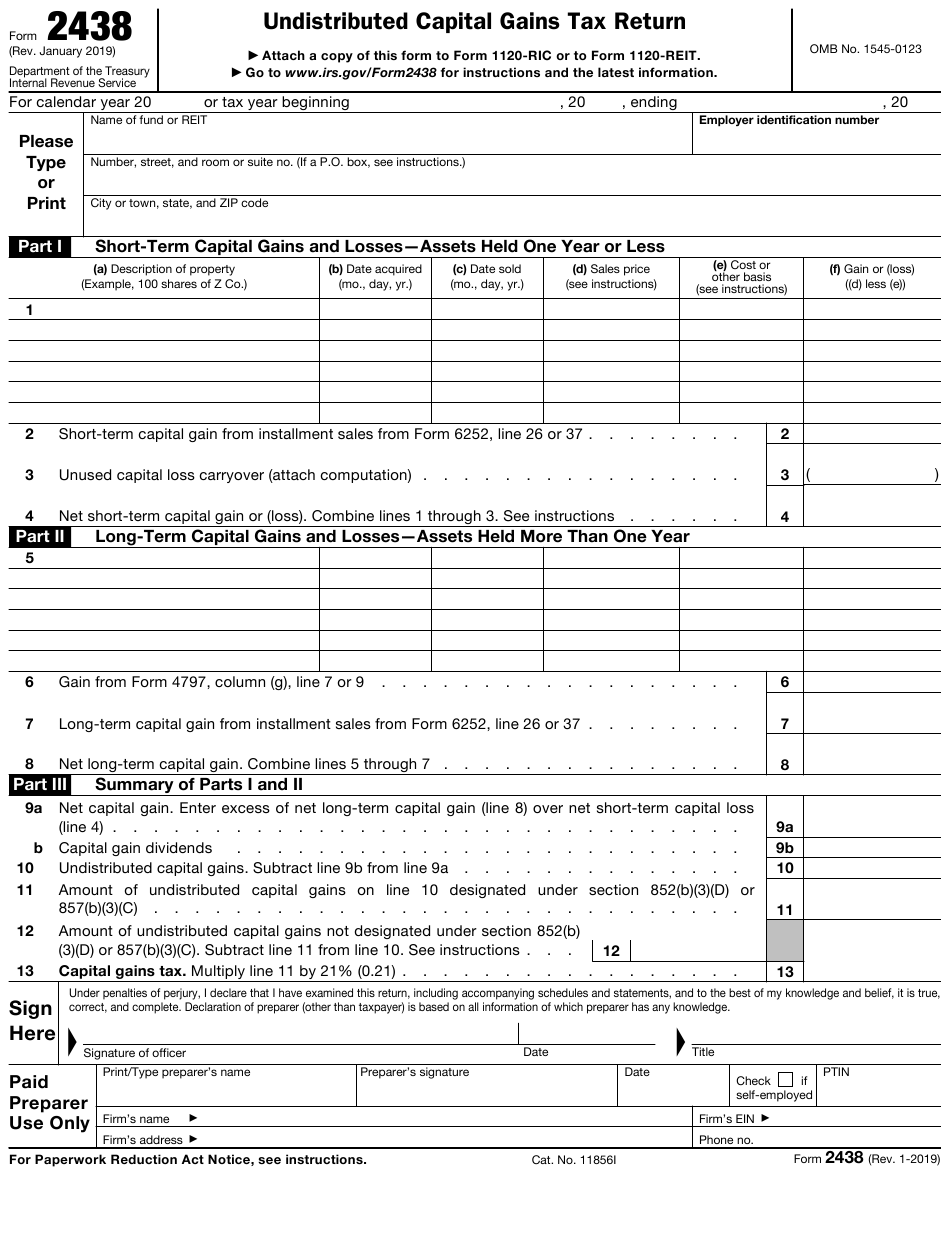 Form 2438
(Rev. January 2019)
Department of the Treasury
Internal Revenue Service
Undistributed Capital Gains Tax Return
▶ Attach a copy of this form to Form 1120-RIC or to Form 1120-REIT.
▶ Go to www.irs.gov/Form2438 for instructions and the latest information.
OMB No. 1545-0123
For calendar year 20 or tax year beginning , 20 , ending , 20
Please
Type
or
Print
Name of fund or REIT
Employer identification number
Number, street, and room or suite no. (If a P.O. box, see instructions.)
City or town, state, and ZIP code
Part I Short-Term Capital Gains and Losses—Assets Held One Year or Less
(a) Description of property
(Example, 100 shares of Z Co.)
(b) Date acquired
(mo., day, yr.)
(c) Date sold
(mo., day, yr.)
(d) Sales price
(see instructions)
(e) Cost or
other basis
(see instructions)
(f) Gain or (loss)
((d) less (e))
1
2 Short-term capital gain from installment sales from Form 6252, line 26 or 37 . . . . . . . . 2
3 Unused capital loss carryover (attach computation) . . . . . . . . . . . . . . . . 3 ( )
4 Net short-term capital gain or (loss). Combine lines 1 through 3. See instructions . . . . . . 4
Part II Long-Term Capital Gains and Losses—Assets Held More Than One Year
5
6 Gain from Form 4797, column (g), line 7 or 9 . . . . . . . . . . . . . . . . . . 6
7 Long-term capital gain from installment sales from Form 6252, line 26 or 37 . . . . . . . . 7
8 Net long-term capital gain. Combine lines 5 through 7 . . . . . . . . . . . . . . . 8
Part III Summary of Parts I and II
9a Net capital gain. Enter excess of net long-term capital gain (line 8) over net short-term capital loss
(line 4) . . . . . . . . . . . . . . . . . . . . . . . . . . . . . . . 9a
b Capital gain dividends . . . . . . . . . . . . . . . . . . . . . . . . . 9b
10 Undistributed capital gains. Subtract line 9b from line 9a . . . . . . . . . . . . . . 10
11 Amount of undistributed capital gains on line 10 designated under section 852(b)(3)(D) or
857(b)(3)(C) . . . . . . . . . . . . . . . . . . . . . . . . . . . . . 11
12 Amount of undistributed capital gains not designated under section 852(b)
(3)(D) or 857(b)(3)(C). Subtract line 11 from line 10. See instructions . . . 12
13 Capital gains tax. Multiply line 11 by 21% (0.21) . . . . . . . . . . . . . . . . . 13
Sign
Here
Under penalties of perjury, I declare that I have examined this return, including accompanying schedules and statements, and to the best of my knowledge and belief, it is true,
correct, and complete. Declaration of preparer (other than taxpayer) is based on all information of which preparer has any knowledge.
Signature of officer Date Title
Paid
Preparer
Use Only
Print/Type preparer's name
Preparer's signature
Date
Check if
self-employed
PTIN
Firm's name ▶
Firm's EIN ▶
Firm's address ▶
Phone no.
For Paperwork Reduction Act Notice, see instructions. Cat. No. 11856I Form 2438 (Rev. 1-2019)